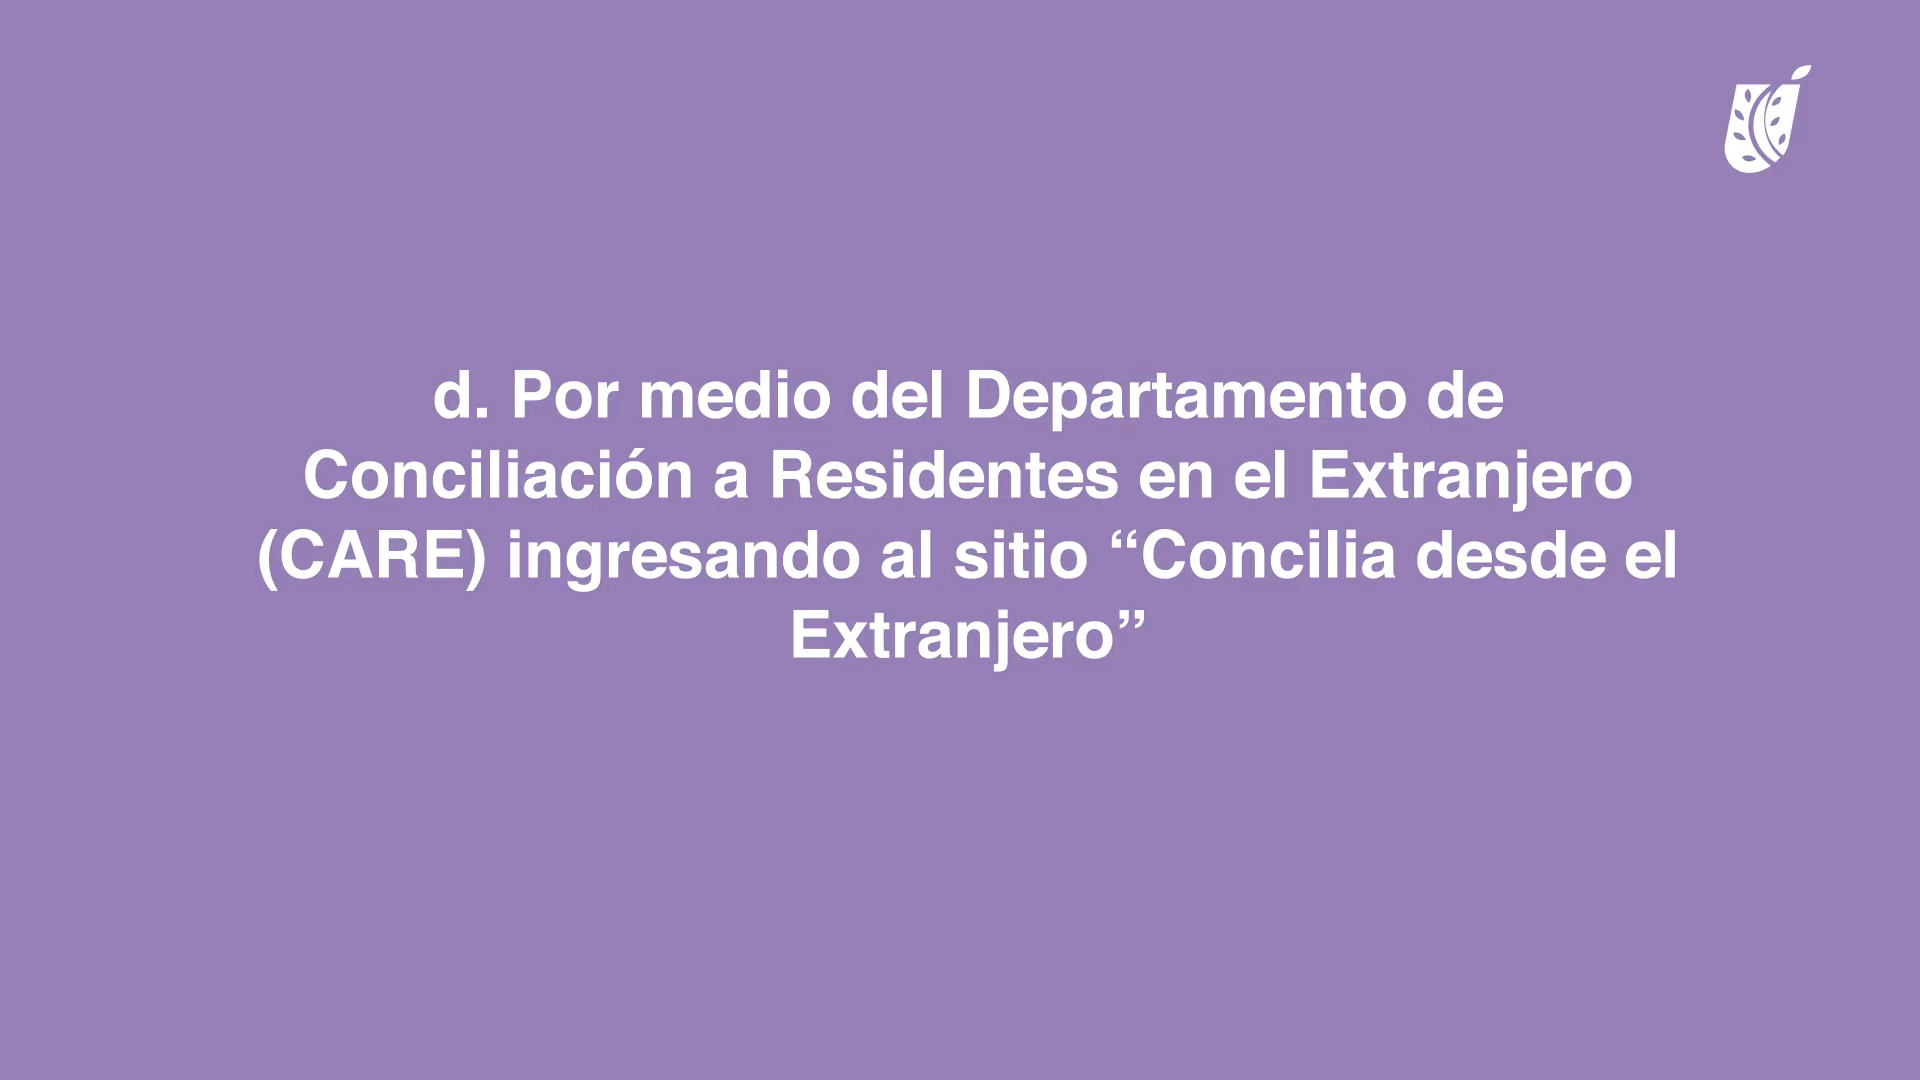 d. Por medio del Departamento de
Conciliación a Residentes en el Extranjero
(CARE) ingresando al sitio “Concilia desde el
Extranjero”